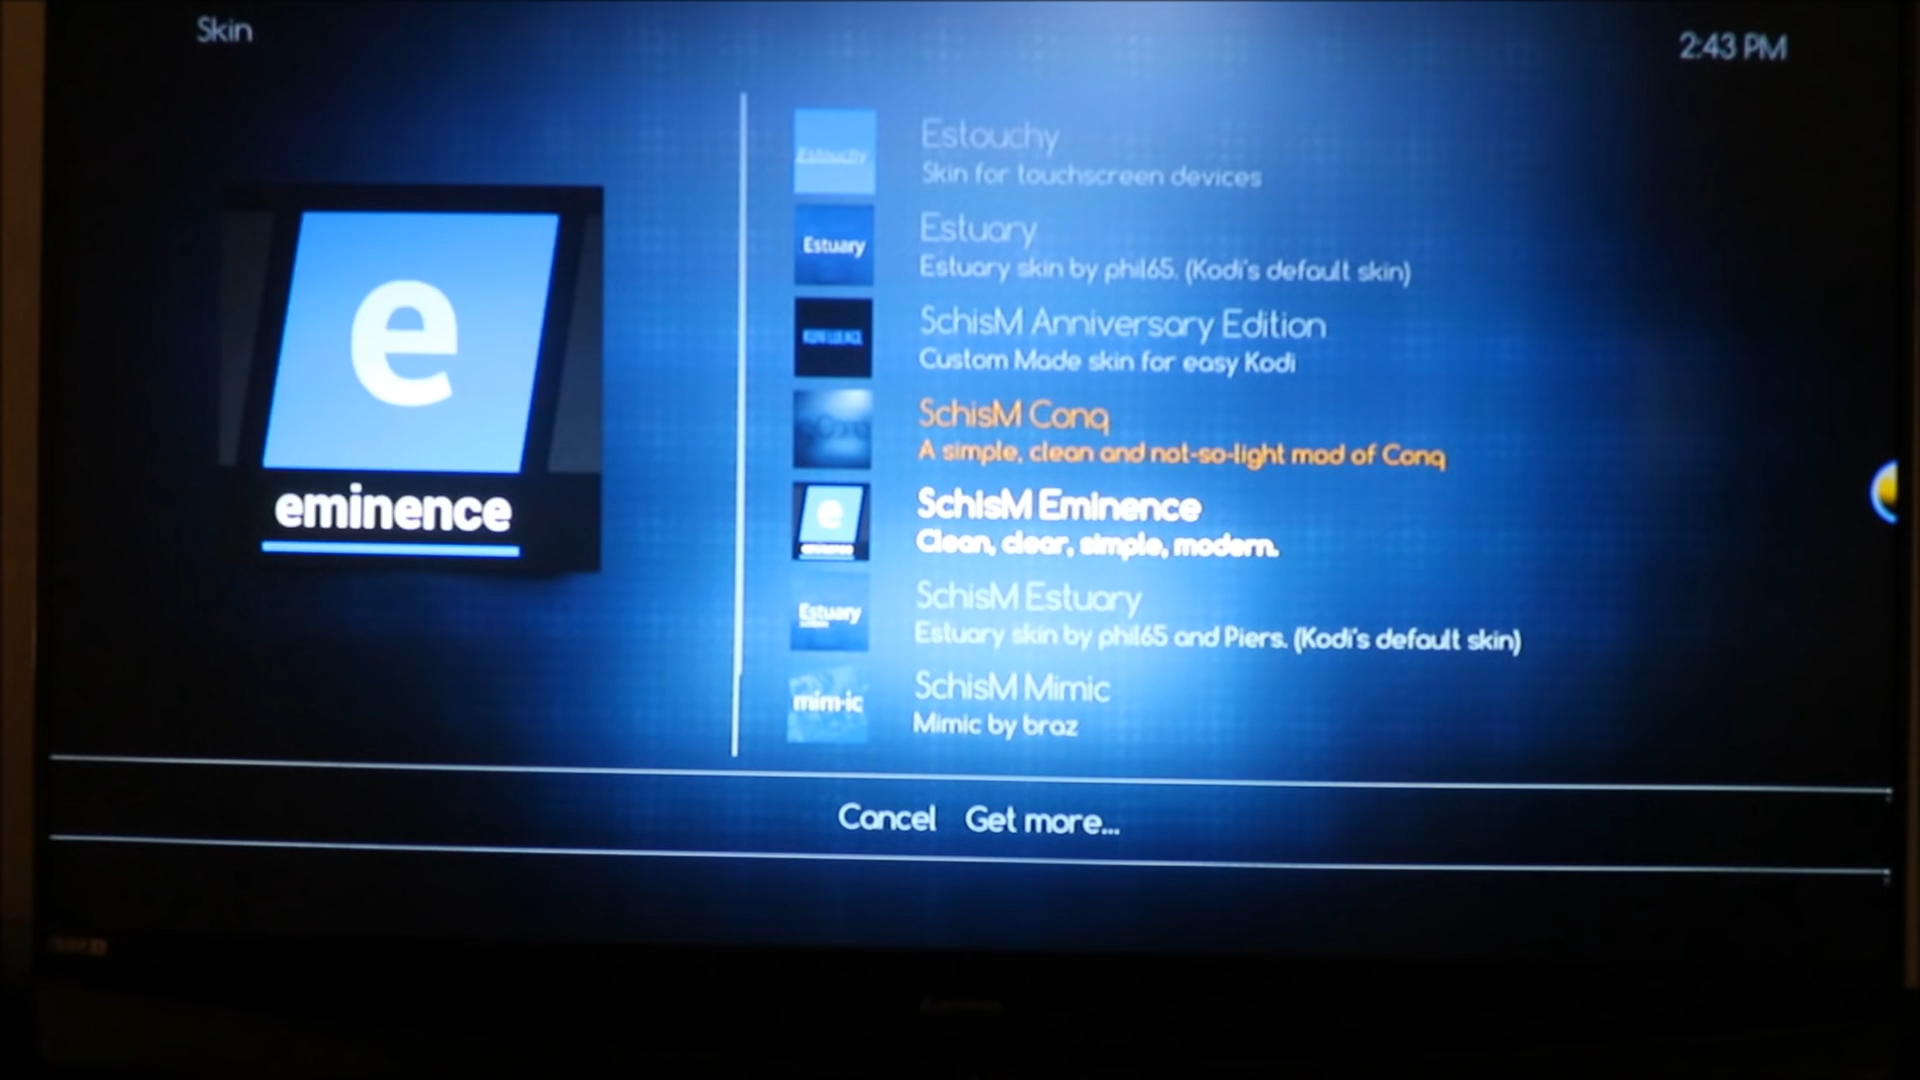 Skin
2:43 PM
e
eminence
Estouchy
Estouchy
Skin for touchscreen devices
Estuary
Estuary
Estuary skin by phil65. (Kodi's default skin)
SchisM Anniversary Edition
Custom Made skin for easy Kodi
SchisM Conq
A simple, clean and not-so-light mod of Conq
e
eminence
SchisM Eminence
Clean, clear, simple, modern.
Estuary
SchisM Estuary
Estuary skin by phil65 and Piers. (Kodi's default skin)
mim·ic
SchisM Mimic
Mimic by braz
Cancel Get more...